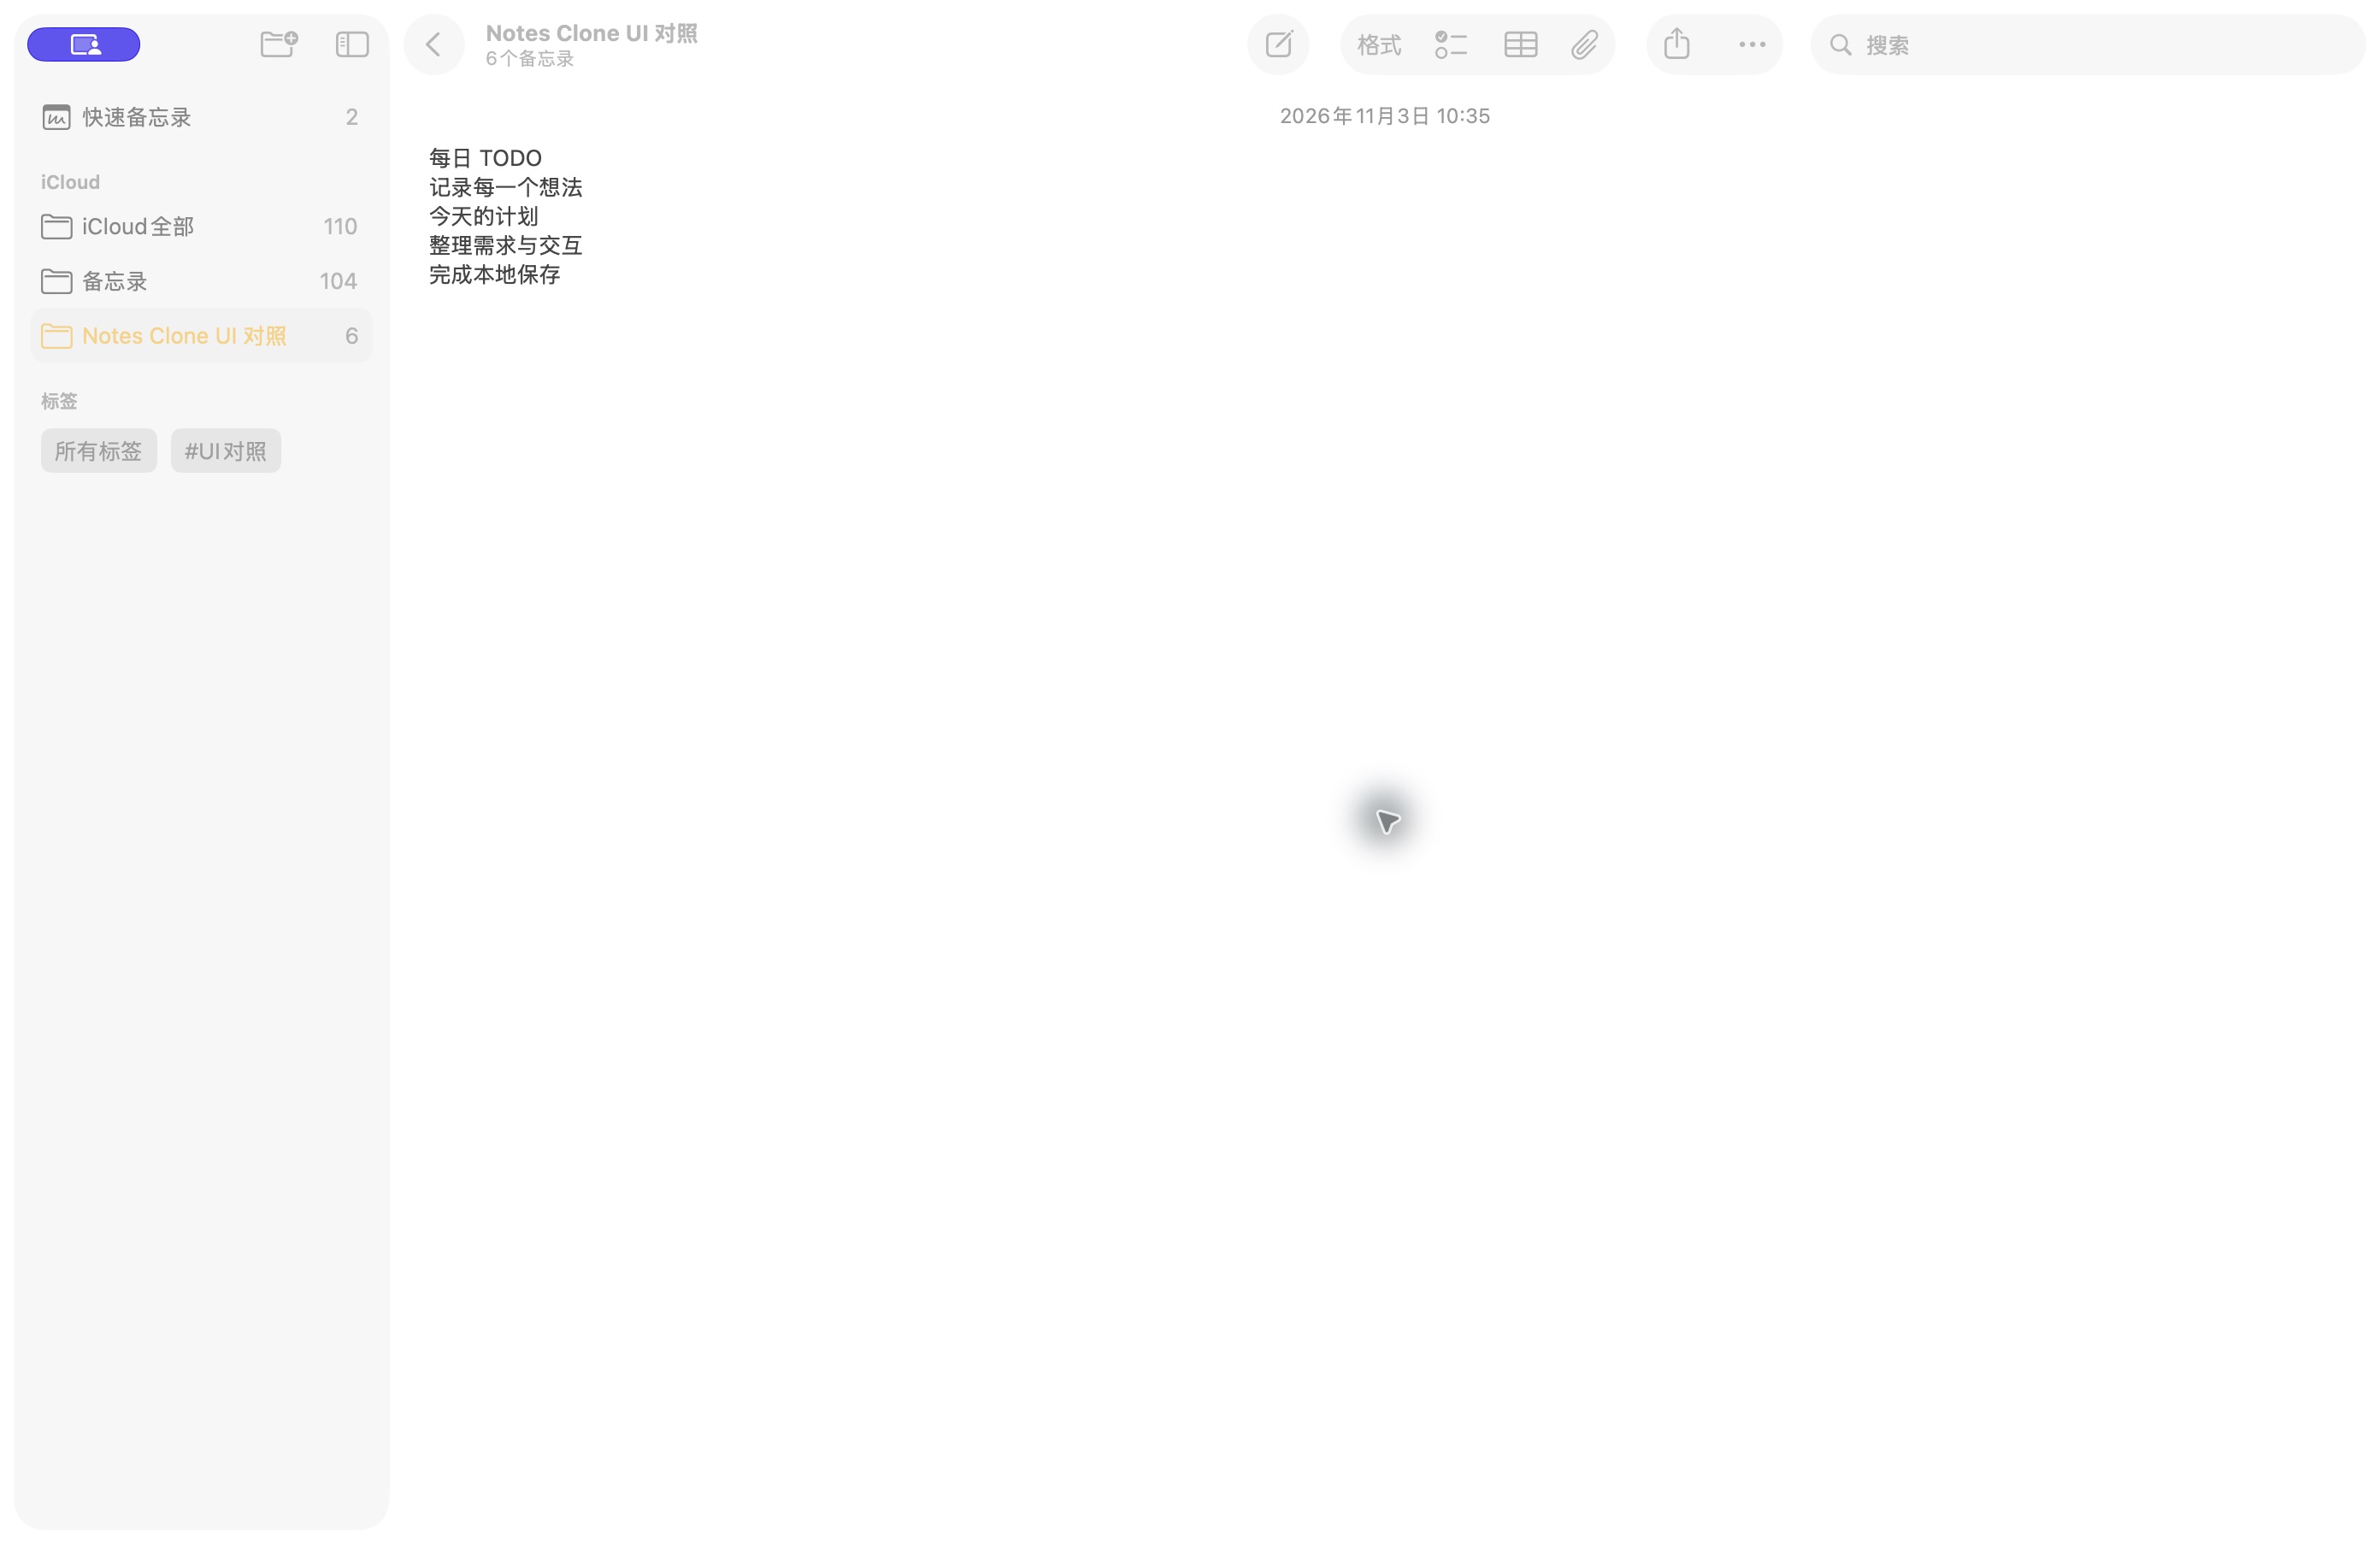 快速备忘录 2
iCloud
iCloud全部 110
备忘录 104
Notes Clone UI 对照 6
标签
所有标签 #UI对照
Notes Clone UI 对照
6个备忘录
格式
搜索
2026年11月3日 10:35
每日 TODO
记录每一个想法
今天的计划
整理需求与交互
完成本地保存